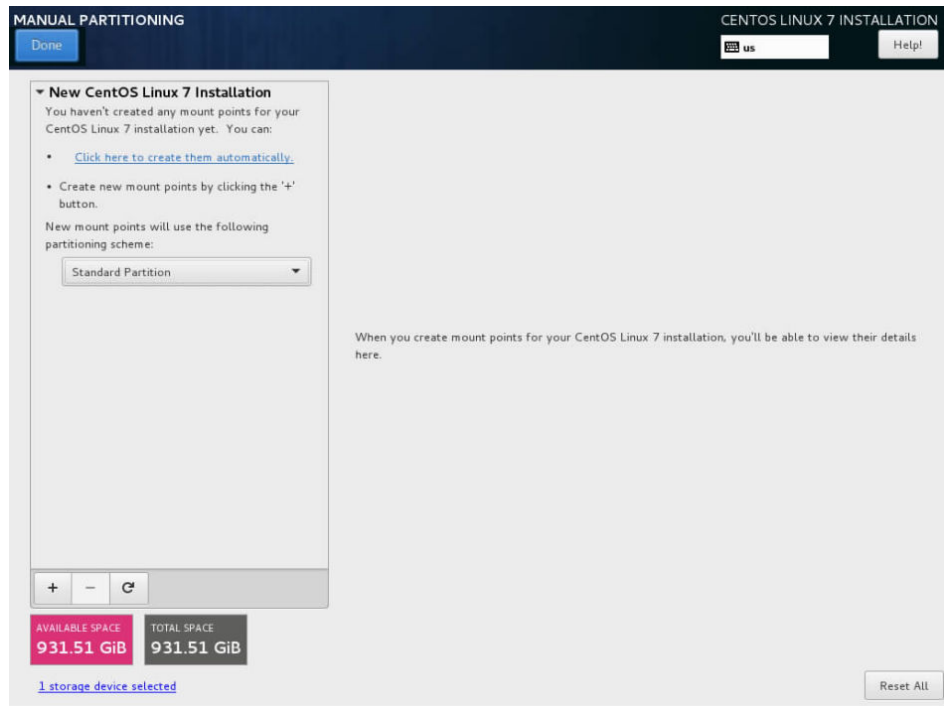 MANUAL PARTITIONING
CENTOS LINUX 7 INSTALLATION
Done
us
Help!
New CentOS Linux 7 Installation
You haven't created any mount points for your
CentOS Linux 7 installation yet. You can:
• Click here to create them automatically.
• Create new mount points by clicking the '+'
button.
New mount points will use the following
partitioning scheme:
Standard Partition
When you create mount points for your CentOS Linux 7 installation, you'll be able to view their details
here.
+ −
AVAILABLE SPACE
931.51 GiB
TOTAL SPACE
931.51 GiB
1 storage device selected
Reset All